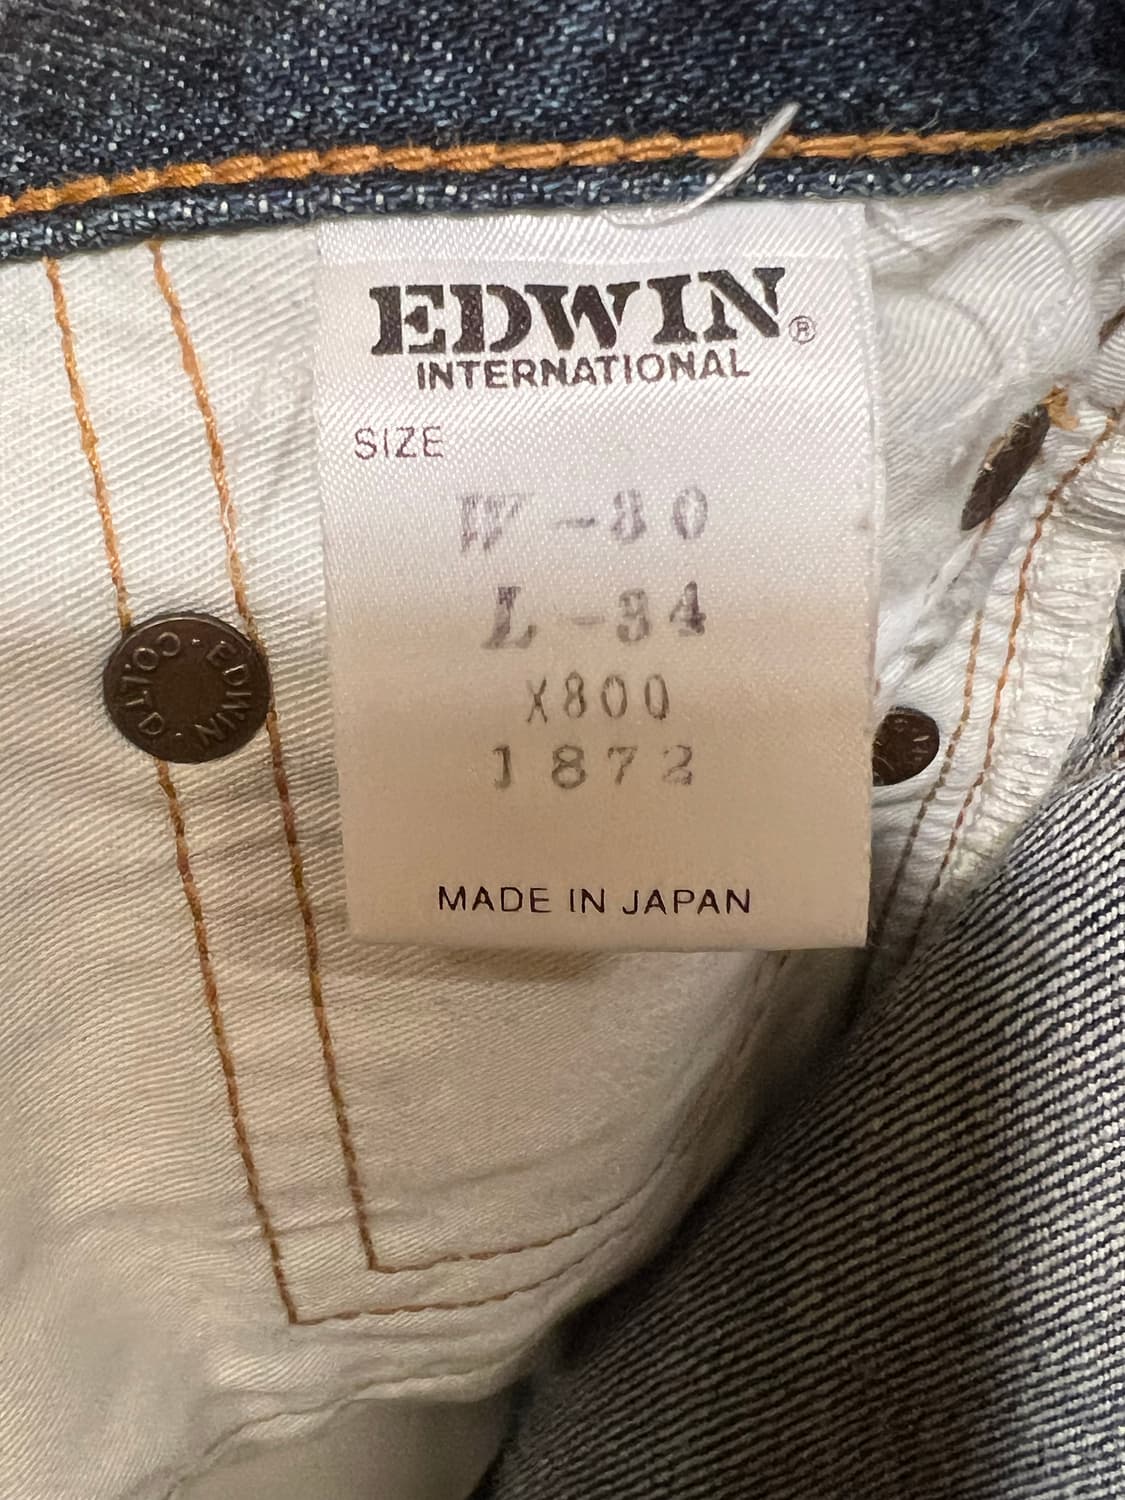 EDWIN®
INTERNATIONAL
SIZE
W-30
L-34
X800
1872
MADE IN JAPAN
EDWIN · CO.LTD ·